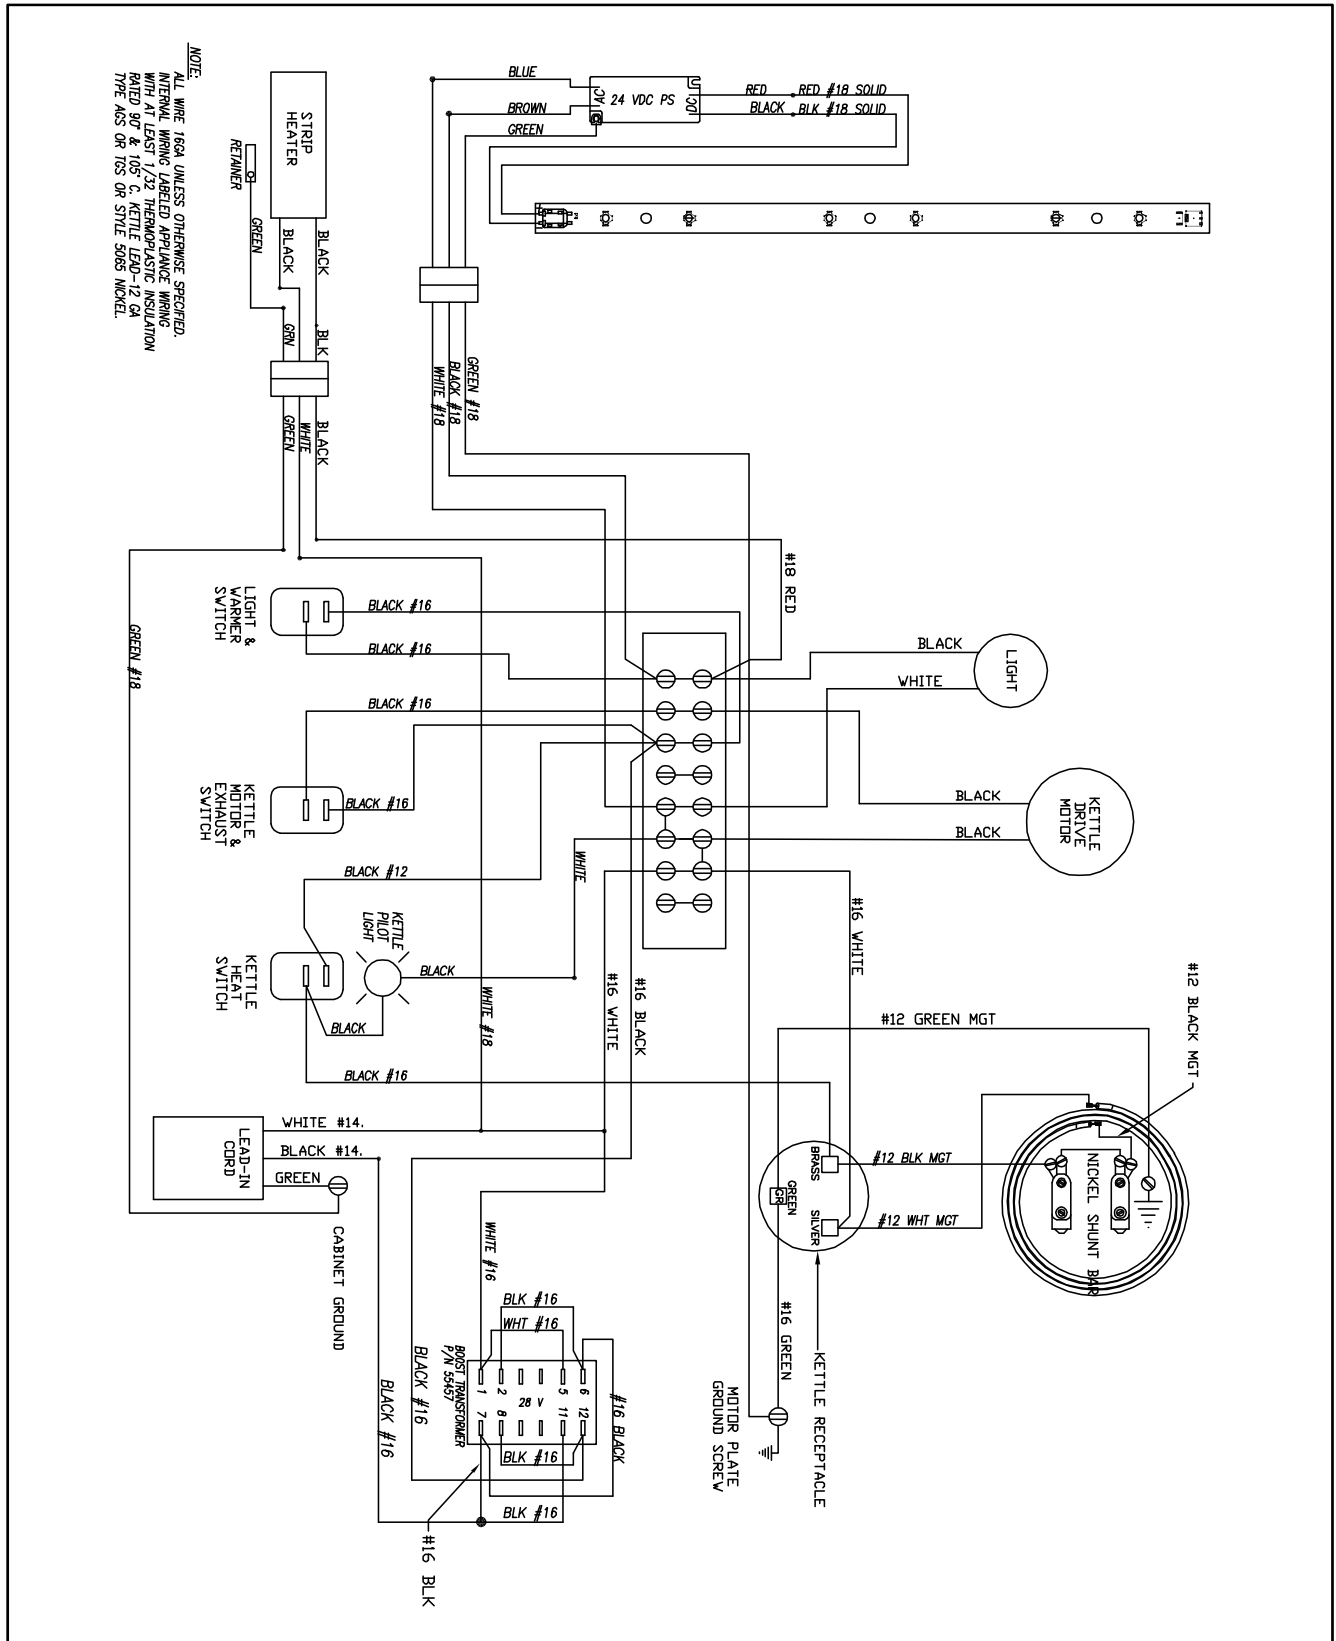 NOTE:
ALL WIRE 16GA UNLESS OTHERWISE SPECIFIED.
INTERNAL WIRING LABELED APPLIANCE WIRING
WITH AT LEAST 1/32 THERMOPLASTIC INSULATION
RATED 90° & 105° C. KETTLE LEAD-12 GA
TYPE AGS OR TGS OR STYLE 5065 NICKEL.
STRIP
HEATER
RETAINER
GREEN
BLACK
BLACK
GRN
BLK
GREEN
WHITE
BLACK
BLUE
BROWN
GREEN
AC
24 VDC PS
DC
RED
RED #18 SOLID
BLACK
BLK #18 SOLID
GREEN #18
BLACK #18
WHITE #18
#18 RED
GREEN #18
LIGHT &
WARMER
SWITCH
BLACK #16
BLACK #16
BLACK #16
KETTLE
MOTOR &
EXHAUST
SWITCH
BLACK #16
BLACK #12
KETTLE
HEAT
SWITCH
KETTLE
PILOT
LIGHT
BLACK
BLACK
WHITE
BLACK #16
WHITE #18
#16 WHITE
#16 BLACK
BLACK
WHITE
LIGHT
BLACK
BLACK
KETTLE
DRIVE
MOTOR
#16 WHITE
#12 GREEN MGT
#12 BLACK MGT
NICKEL SHUNT BAR
#12 BLK MGT
#12 WHT MGT
BRASS
SILVER
GREEN
GR
KETTLE RECEPTACLE
#16 GREEN
MOTOR PLATE
GROUND SCREW
LEAD-IN
CORD
WHITE #14.
BLACK #14.
GREEN
CABINET GROUND
WHITE #16
BLK #16
WHT #16
BOOST TRANSFORMER
P/N 55457
1
2
5
6
28 V
7
8
11
12
#16 BLACK
BLACK #16
BLACK #16
BLK #16
BLK #16
#16 BLK